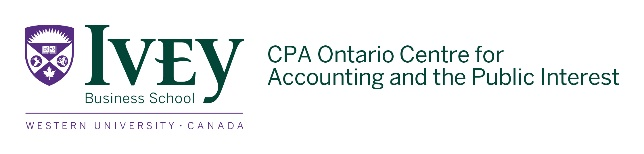 IVEY
Business School
WESTERN UNIVERSITY · CANADA
CPA Ontario Centre for
Accounting and the Public Interest